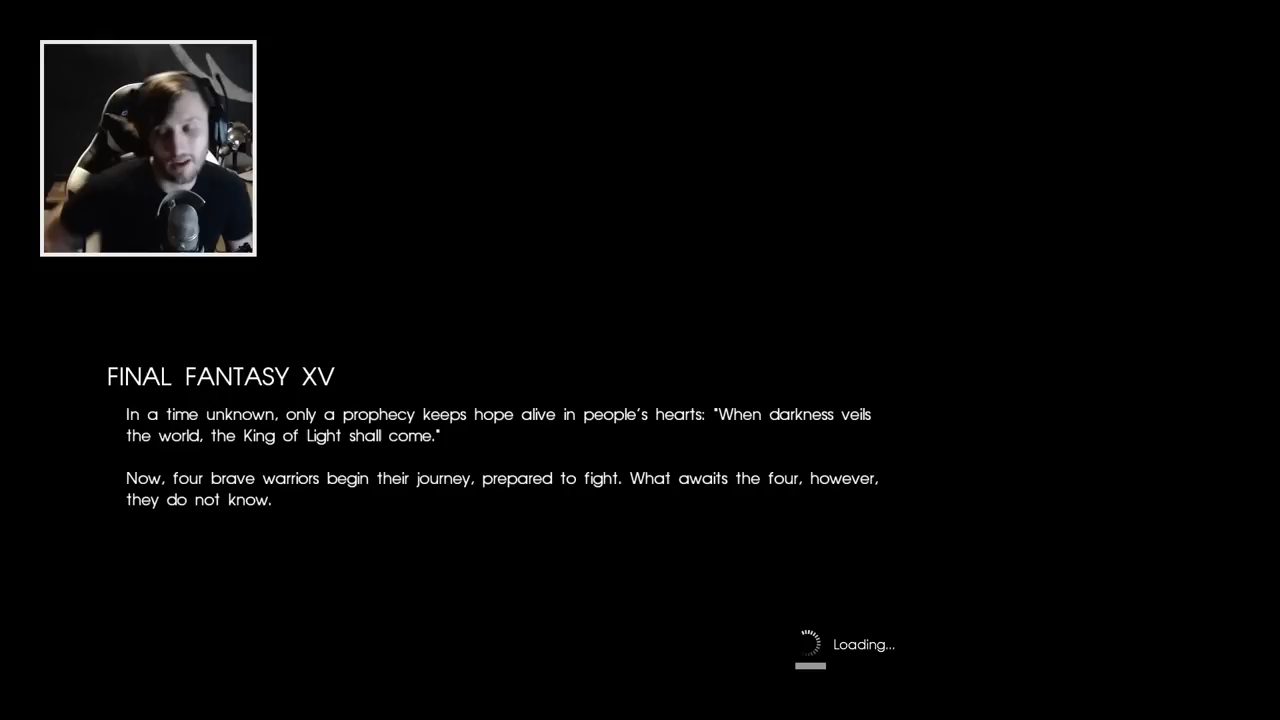 FINAL FANTASY XV
In a time unknown, only a prophecy keeps hope alive in people's hearts: "When darkness veils
the world, the King of Light shall come."
Now, four brave warriors begin their journey, prepared to fight. What awaits the four, however,
they do not know.
Loading...